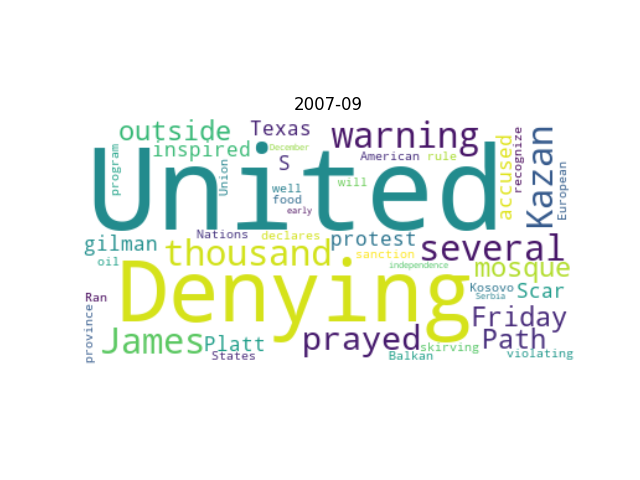 2007-09
outside
Texas
warning
December
inspired
S
American
rule
program
Union
United
well
food
will
early
accused
recognize
Kazan
European
Nations
declares
gilman
thousand
protest
several
sanction
oil
independence
mosque
Denying
Kosovo
Serbia
Scar
Ran
province
James
Platt
States
prayed
skirving
Balkan
Friday
Path
violating